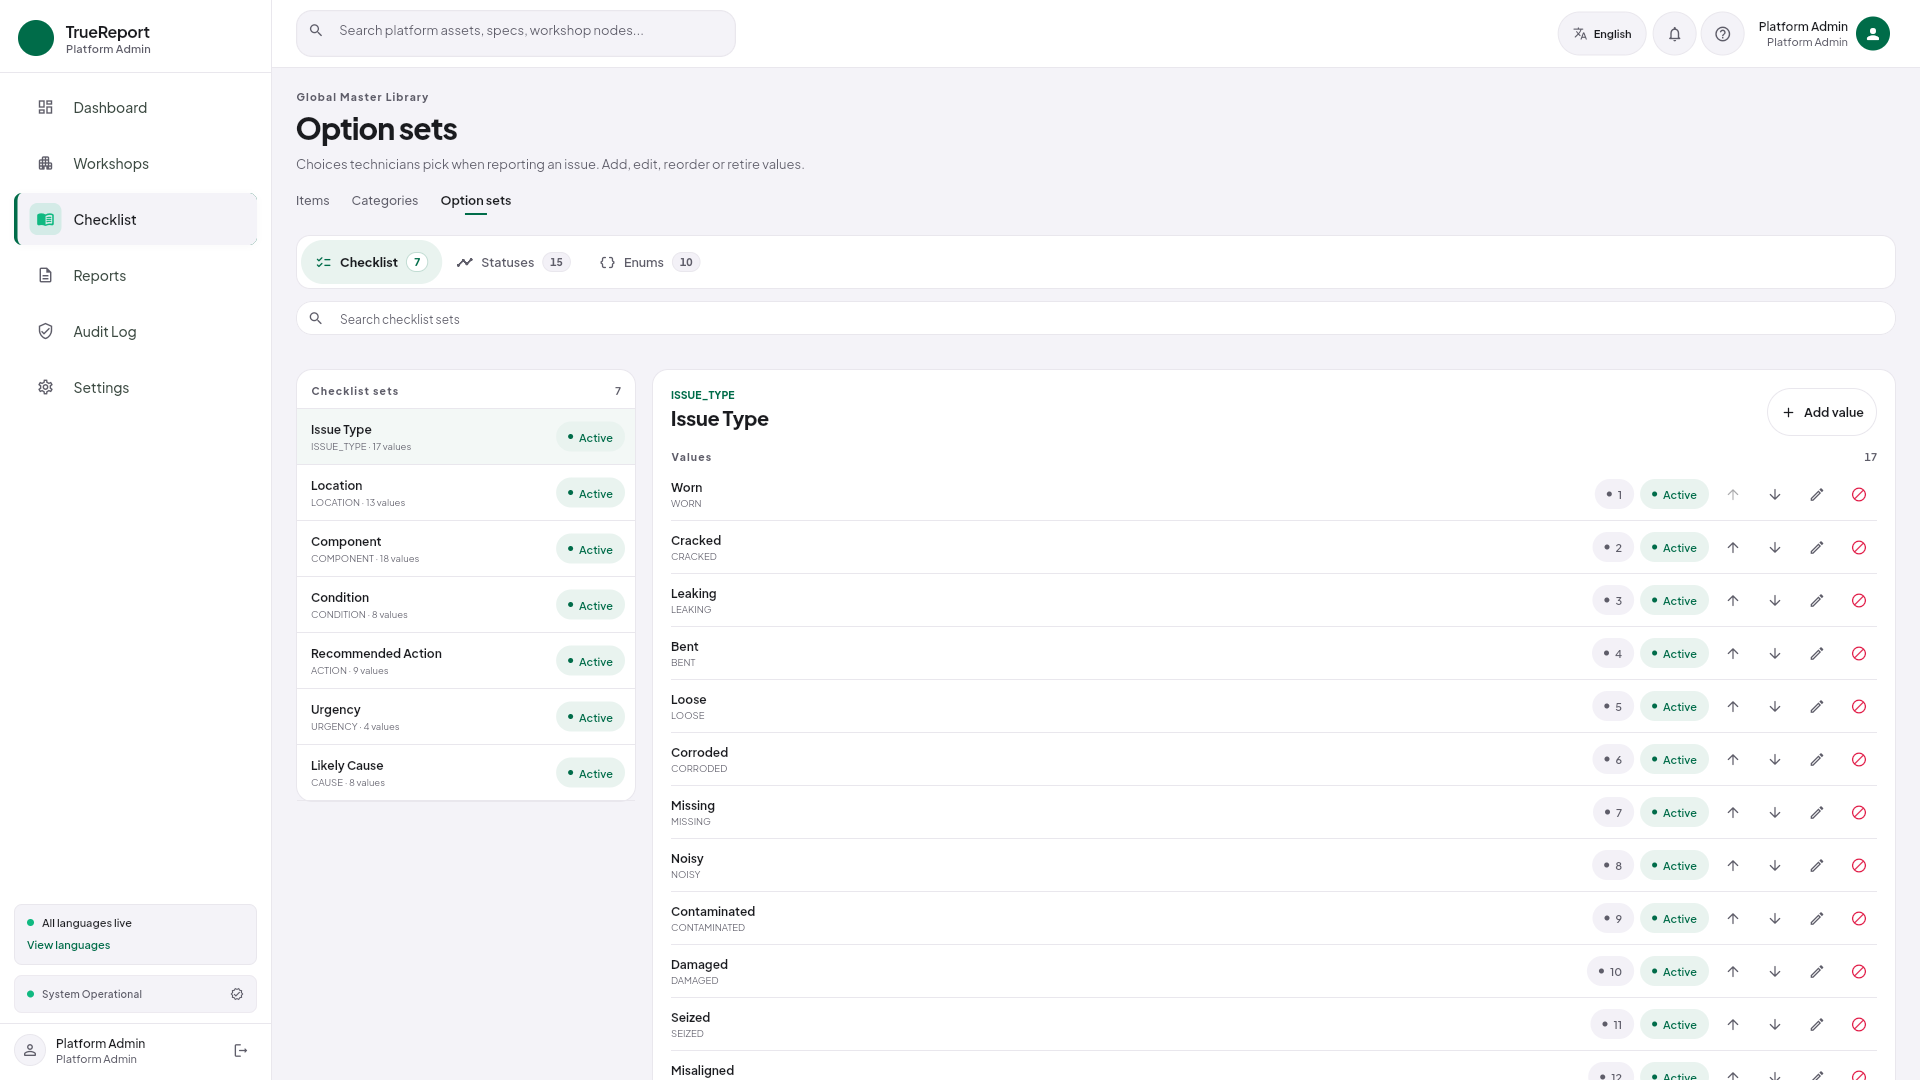 TrueReport
Platform Admin
Search platform assets, specs, workshop nodes...
English
Platform Admin
Platform Admin
Dashboard
Workshops
Checklist
Reports
Audit Log
Settings
All languages live
View languages
System Operational
Platform Admin
Platform Admin
Global Master Library
Option sets
Choices technicians pick when reporting an issue. Add, edit, reorder or retire values.
Items Categories Option sets
Checklist 7 Statuses 15 Enums 10
Search checklist sets
Checklist sets 7
Issue Type
ISSUE_TYPE · 17 values
Active
Location
LOCATION · 13 values
Active
Component
COMPONENT · 18 values
Active
Condition
CONDITION · 8 values
Active
Recommended Action
ACTION · 9 values
Active
Urgency
URGENCY · 4 values
Active
Likely Cause
CAUSE · 8 values
Active
ISSUE_TYPE
Issue Type
Add value
Values 17
Worn
WORN
1 Active
Cracked
CRACKED
2 Active
Leaking
LEAKING
3 Active
Bent
BENT
4 Active
Loose
LOOSE
5 Active
Corroded
CORRODED
6 Active
Missing
MISSING
7 Active
Noisy
NOISY
8 Active
Contaminated
CONTAMINATED
9 Active
Damaged
DAMAGED
10 Active
Seized
SEIZED
11 Active
Misaligned
12 Active